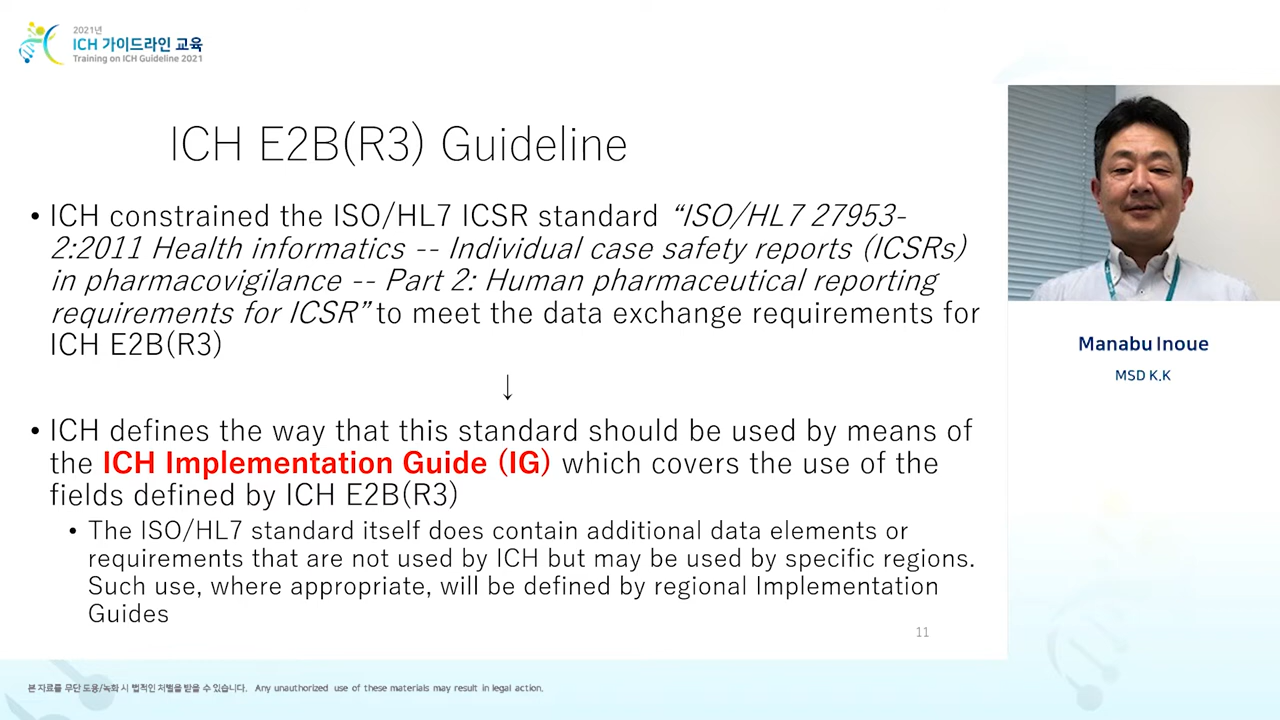 2021년
ICH 가이드라인 교육
Training on ICH Guideline 2021
ICH E2B(R3) Guideline
• ICH constrained the ISO/HL7 ICSR standard “ISO/HL7 27953-
2:2011 Health informatics -- Individual case safety reports (ICSRs)
in pharmacovigilance -- Part 2: Human pharmaceutical reporting
requirements for ICSR” to meet the data exchange requirements for
ICH E2B(R3)
↓
• ICH defines the way that this standard should be used by means of
the ICH Implementation Guide (IG) which covers the use of the
fields defined by ICH E2B(R3)
• The ISO/HL7 standard itself does contain additional data elements or
requirements that are not used by ICH but may be used by specific regions.
Such use, where appropriate, will be defined by regional Implementation
Guides
11
Manabu Inoue
MSD K.K
본 자료를 무단 도용/녹화 시 법적인 처벌을 받을 수 있습니다. Any unauthorized use of these materials may result in legal action.